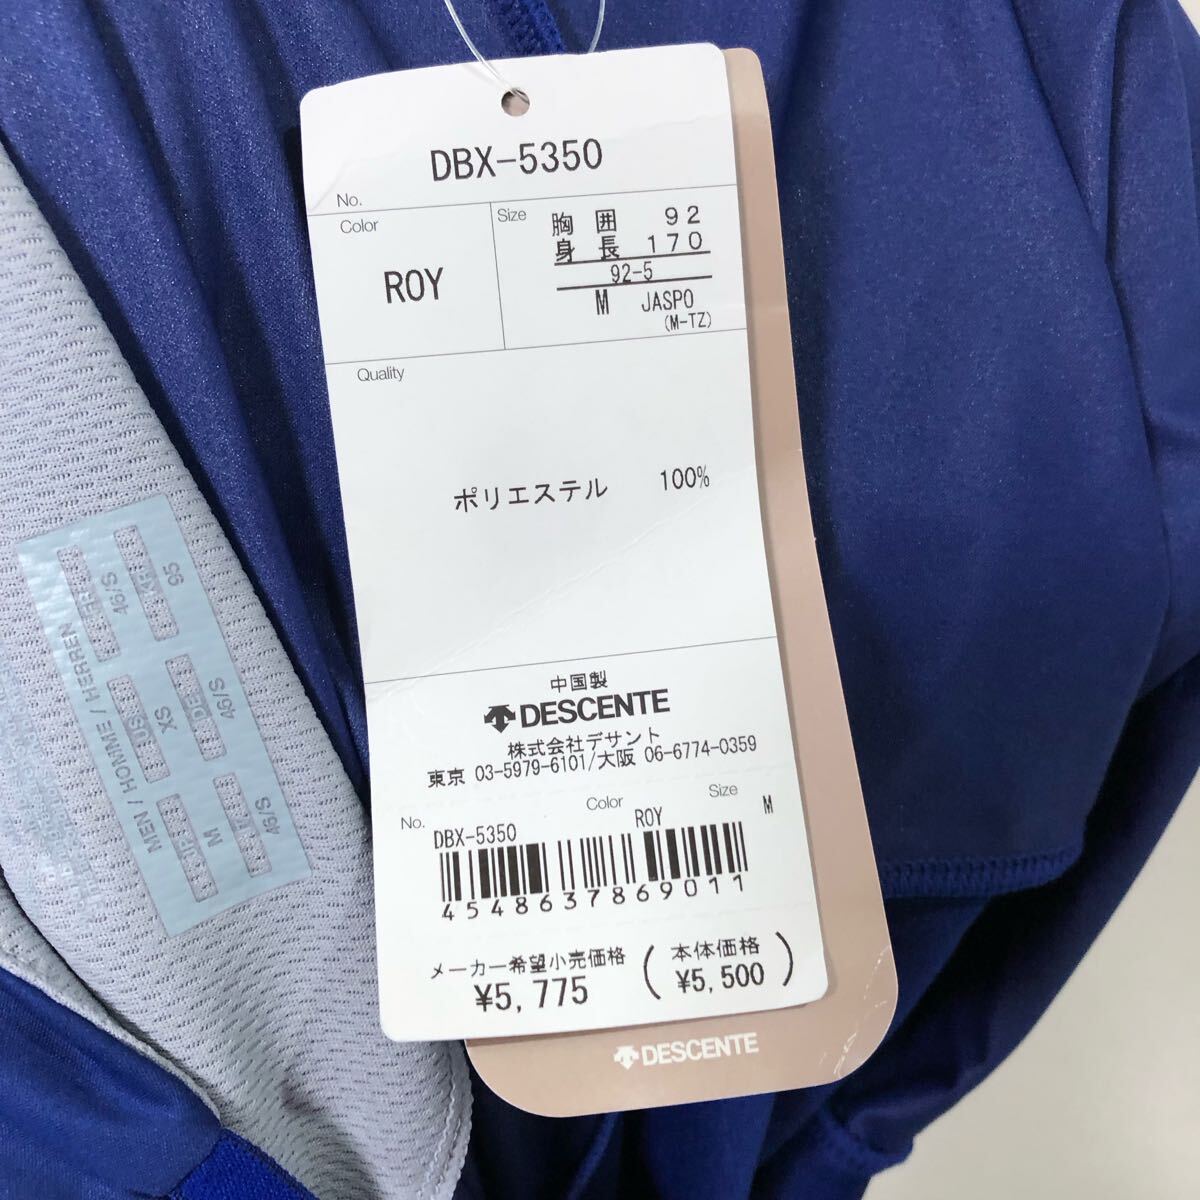 DBX-5350
No.
Color
ROY
Size
胸囲 92
身長 170
92-5
M JASPO
(M-TZ)
Quality
ポリエステル 100%
中国製
DESCENTE
株式会社デサント
東京 03-5979-6101/大阪 06-6774-0359
No. DBX-5350
Color ROY
Size M
4548637869011
メーカー希望小売価格
¥5,775
(本体価格
¥5,500)
DESCENTE
MEN / HOMME / HERREN
JP M
US XS
FR 46/S
DE 46/S
46/S
95